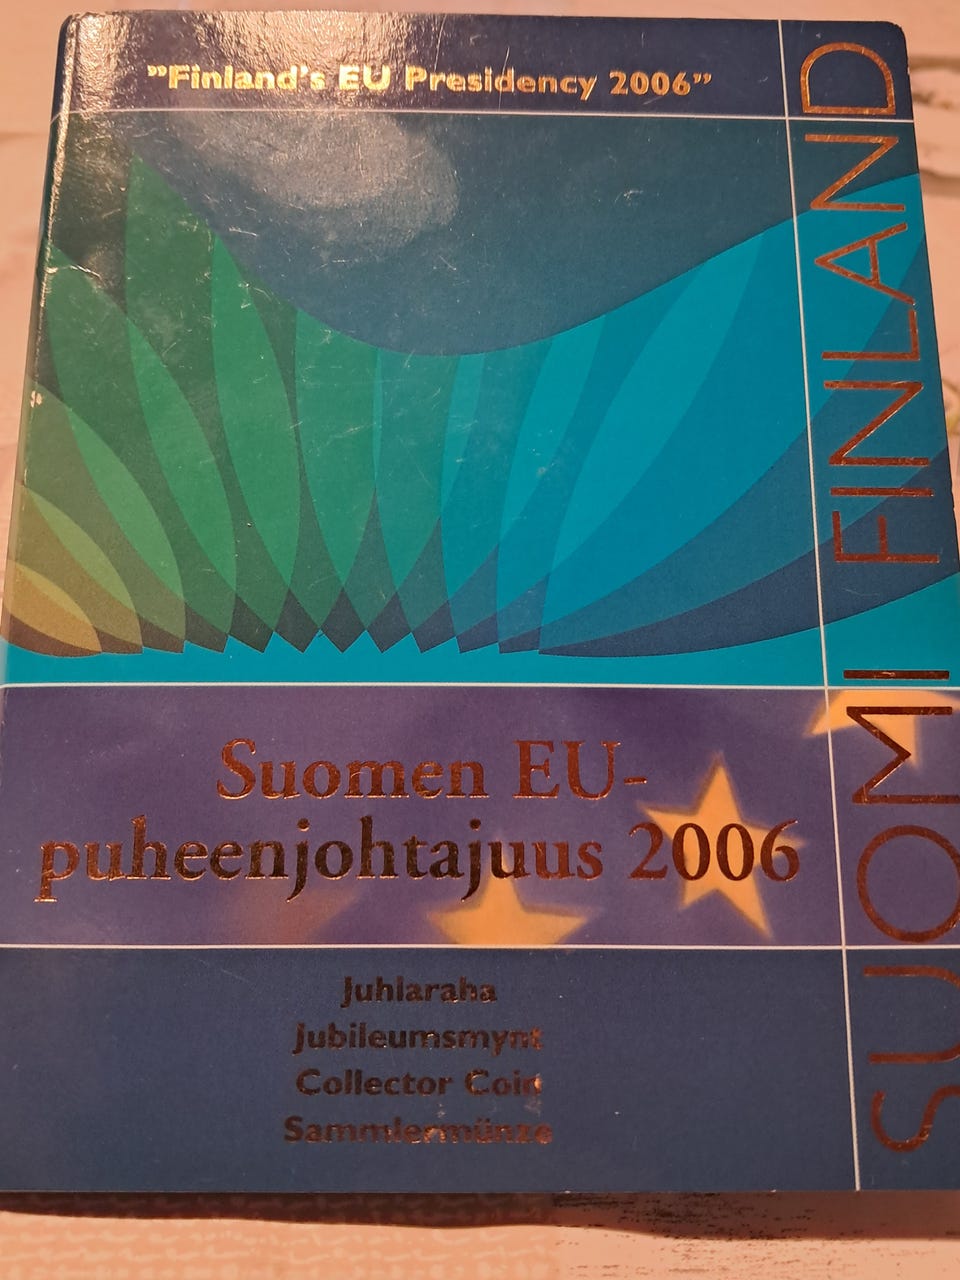 "Finland's EU Presidency 2006"
SUOMI FINLAND
Suomen EU-
puheenjohtajuus 2006
Juhlaraha
Jubileumsmynt
Collector Coin
Sammlermünze